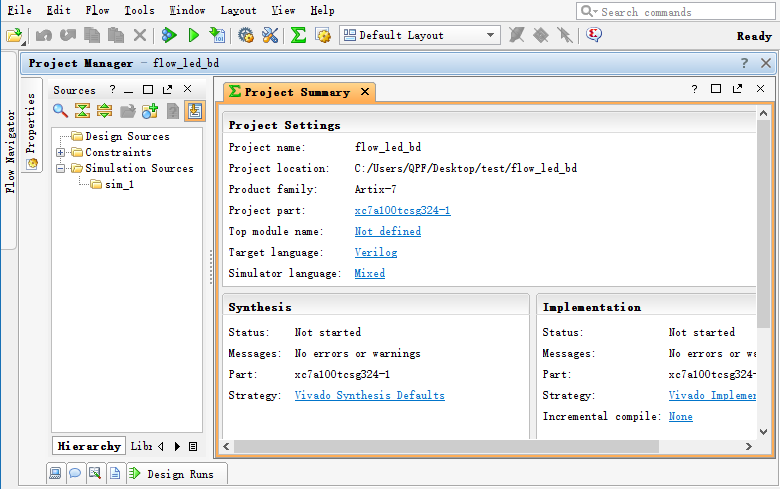 File Edit Flow Tools Window Layout View Help
Search commands
Default Layout
Ready
Project Manager - flow_led_bd
Flow Navigator
Properties
Sources
Design Sources
Constraints
Simulation Sources
sim_1
Hierarchy Libr
Σ Project Summary
Project Settings
Project name: flow_led_bd
Project location: C:/Users/QPF/Desktop/test/flow_led_bd
Product family: Artix-7
Project part: xc7a100tcsg324-1
Top module name: Not defined
Target language: Verilog
Simulator language: Mixed
Synthesis
Status: Not started
Messages: No errors or warnings
Part: xc7a100tcsg324-1
Strategy: Vivado Synthesis Defaults
Implementation
Status: Not started
Messages: No errors or wa
Part: xc7a100tcsg324-
Strategy: Vivado Implemen
Incremental compile: None
Design Runs